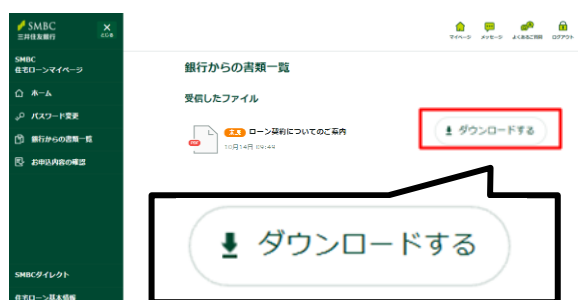 SMBC
三井住友銀行
×
とじる
マイページ
メッセージ
よくあるご質問
ログアウト
SMBC
住宅ローンマイページ
ホーム
パスワード変更
銀行からの書類一覧
お申込内容の確認
SMBCダイレクト
住宅ローン基本情報
銀行からの書類一覧
受信したファイル
PDF
ローン契約についてのご案内
10月14日 09:44
ダウンロードする
ダウンロードする